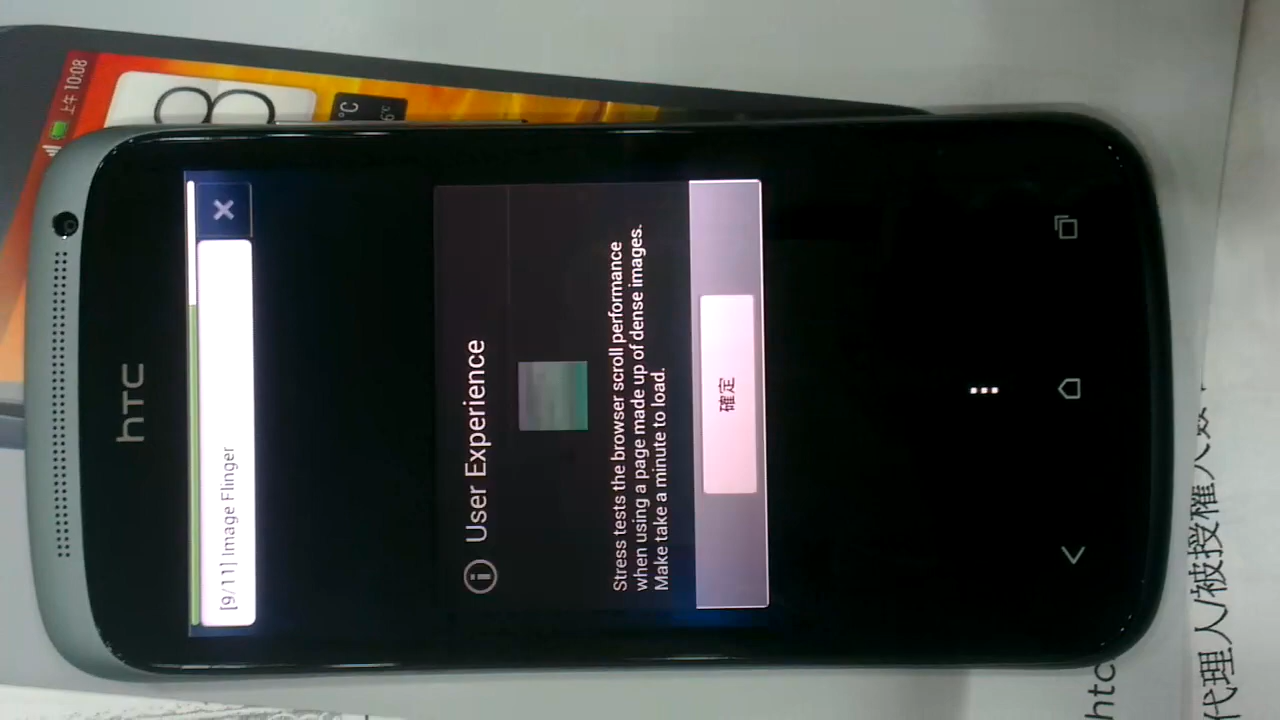 上午 10:08
°C
hTC
[9/11] Image Flinger
User Experience
Stress tests the browser scroll performance
when using a page made up of dense images.
Make take a minute to load.
確定
htc
代理人/被授權人